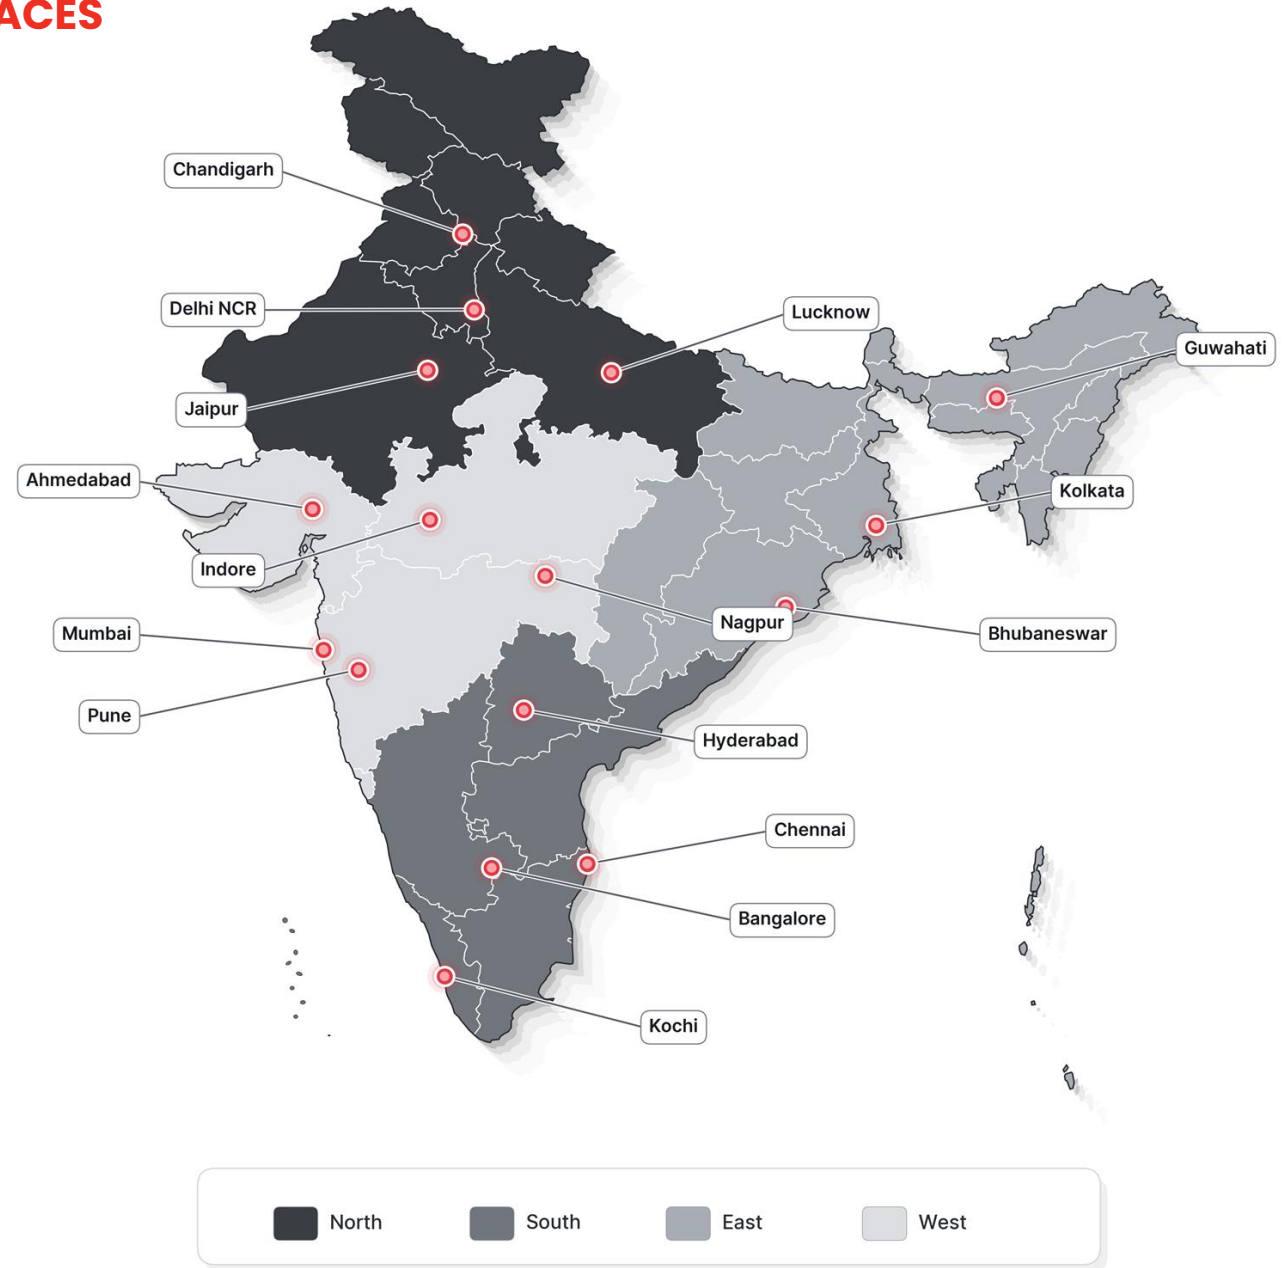 ACES
Chandigarh
Delhi NCR
Lucknow
Guwahati
Jaipur
Ahmedabad
Kolkata
Indore
Nagpur
Mumbai
Bhubaneswar
Pune
Hyderabad
Chennai
Bangalore
Kochi
North South East West